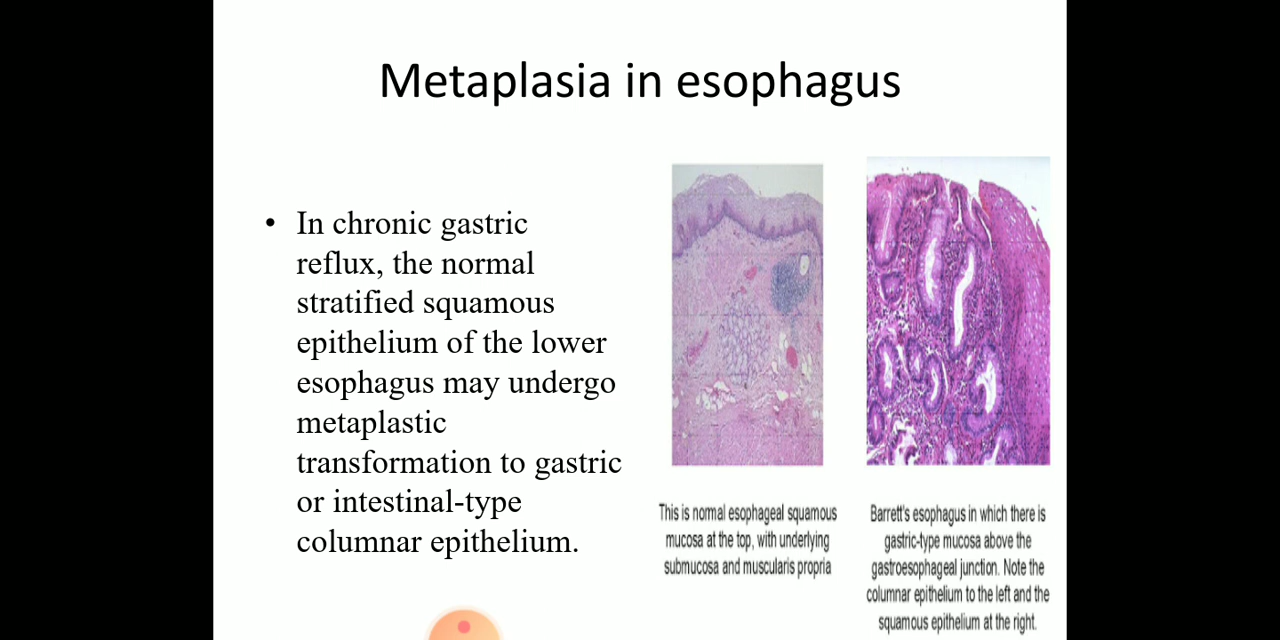 Metaplasia in esophagus
• In chronic gastric
reflux, the normal
stratified squamous
epithelium of the lower
esophagus may undergo
metaplastic
transformation to gastric
or intestinal-type
columnar epithelium.
This is normal esophageal squamous
mucosa at the top, with underlying
submucosa and muscularis propria
Barrett's esophagus in which there is
gastric-type mucosa above the
gastroesophageal junction. Note the
columnar epithelium to the left and the
squamous epithelium at the right.